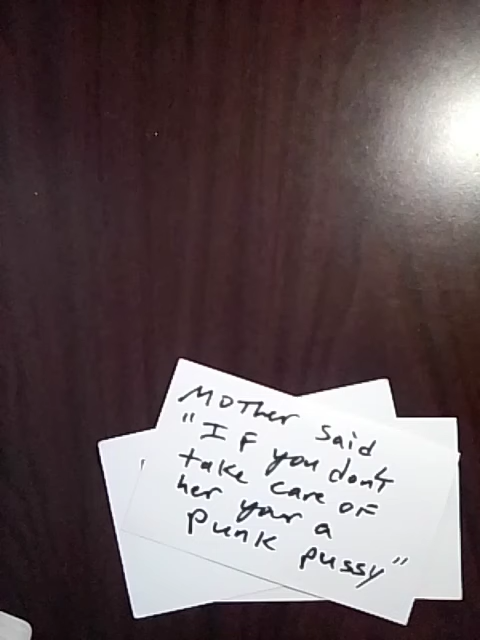 Mother said
"If you don't
take care of
her your a
punk pussy"